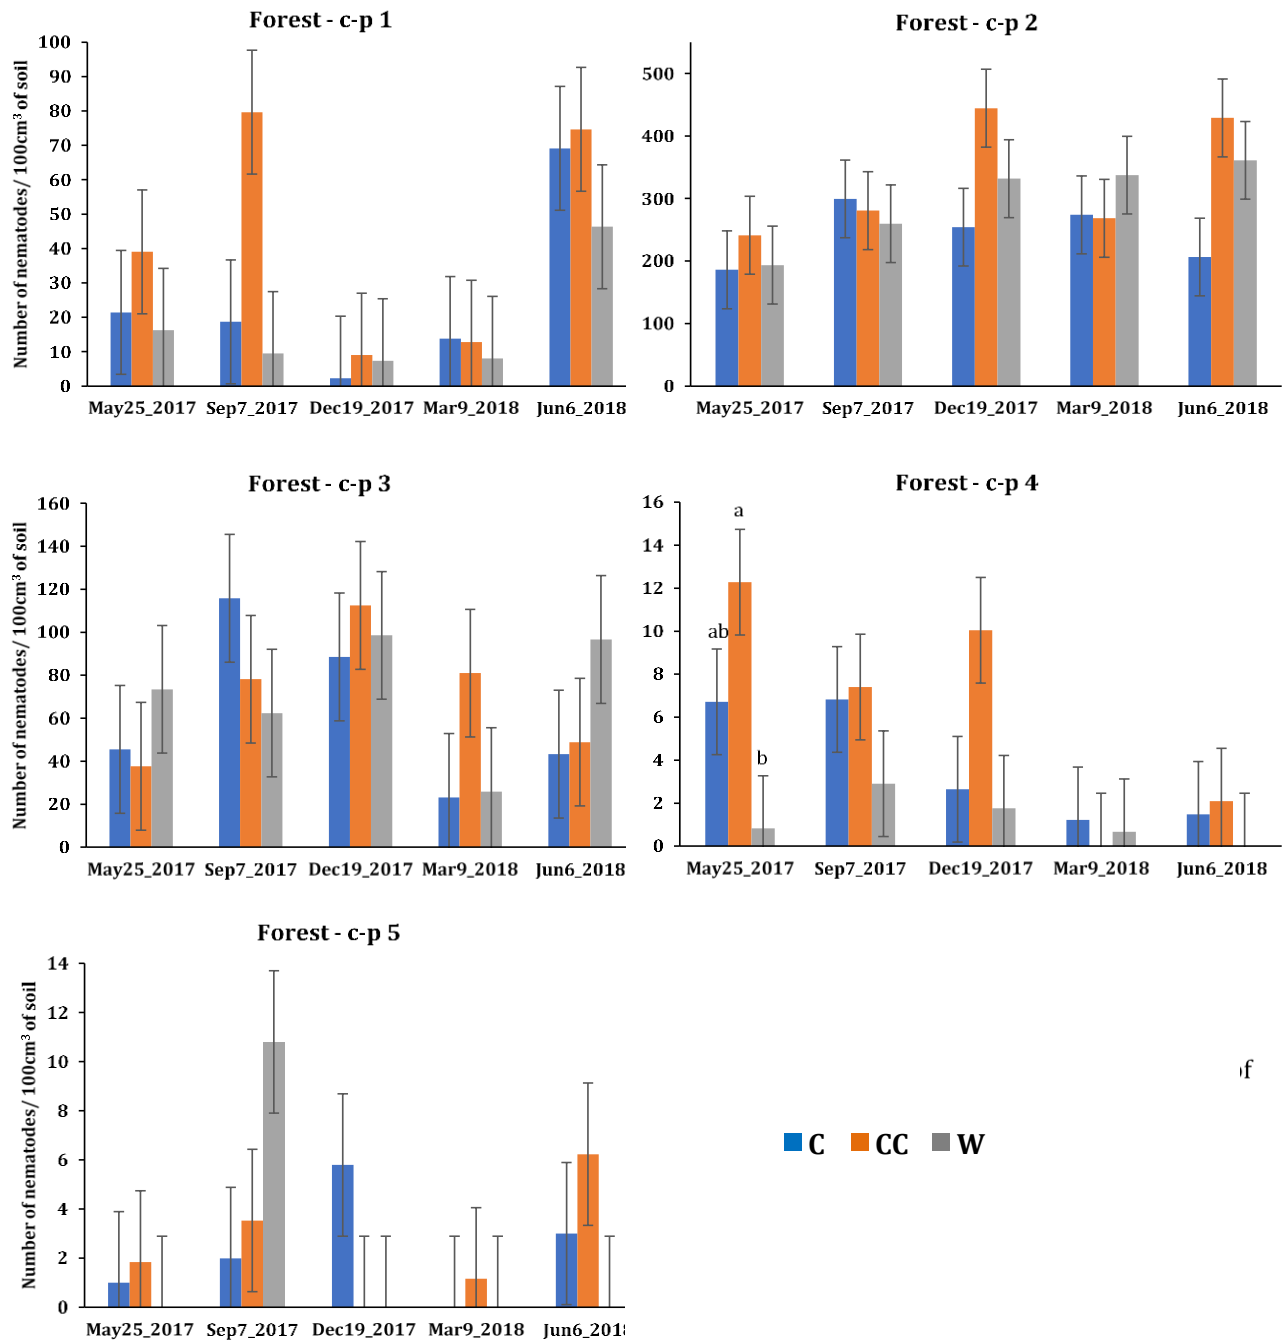 Forest - c-p 1
Number of nematodes/ 100cm³ of soil
100
90
80
70
60
50
40
30
20
10
0
May25_2017 Sep7_2017 Dec19_2017 Mar9_2018 Jun6_2018
Forest - c-p 2
500
400
300
200
100
0
May25_2017 Sep7_2017 Dec19_2017 Mar9_2018 Jun6_2018
Forest - c-p 3
Number of nematodes/ 100cm³ of soil
160
140
120
100
80
60
40
20
0
May25_2017 Sep7_2017 Dec19_2017 Mar9_2018 Jun6_2018
Forest - c-p 4
16
14
12
10
8
6
4
2
0
a
ab
b
May25_2017 Sep7_2017 Dec19_2017 Mar9_2018 Jun6_2018
Forest - c-p 5
Number of nematodes/ 100cm³ of soil
14
12
10
8
6
4
2
0
May25_2017 Sep7_2017 Dec19_2017 Mar9_2018 Jun6_2018
C CC W